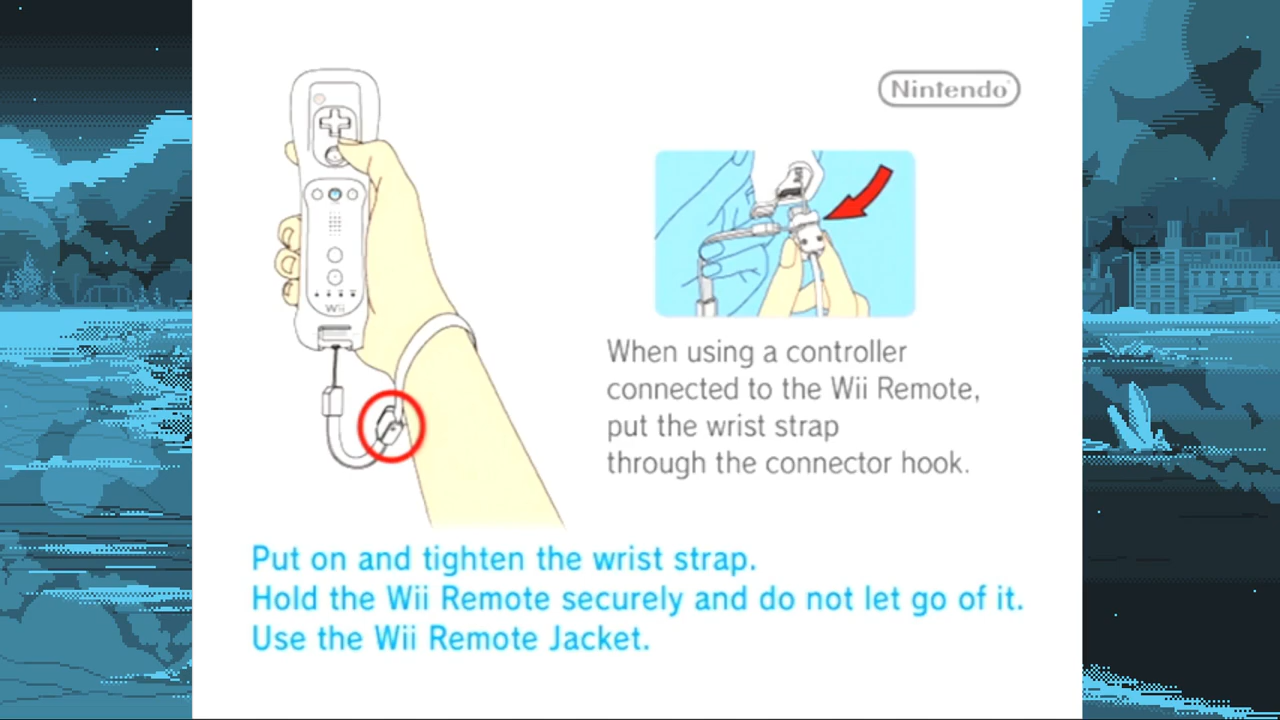 Nintendo
Wii
When using a controller
connected to the Wii Remote,
put the wrist strap
through the connector hook.
Put on and tighten the wrist strap.
Hold the Wii Remote securely and do not let go of it.
Use the Wii Remote Jacket.